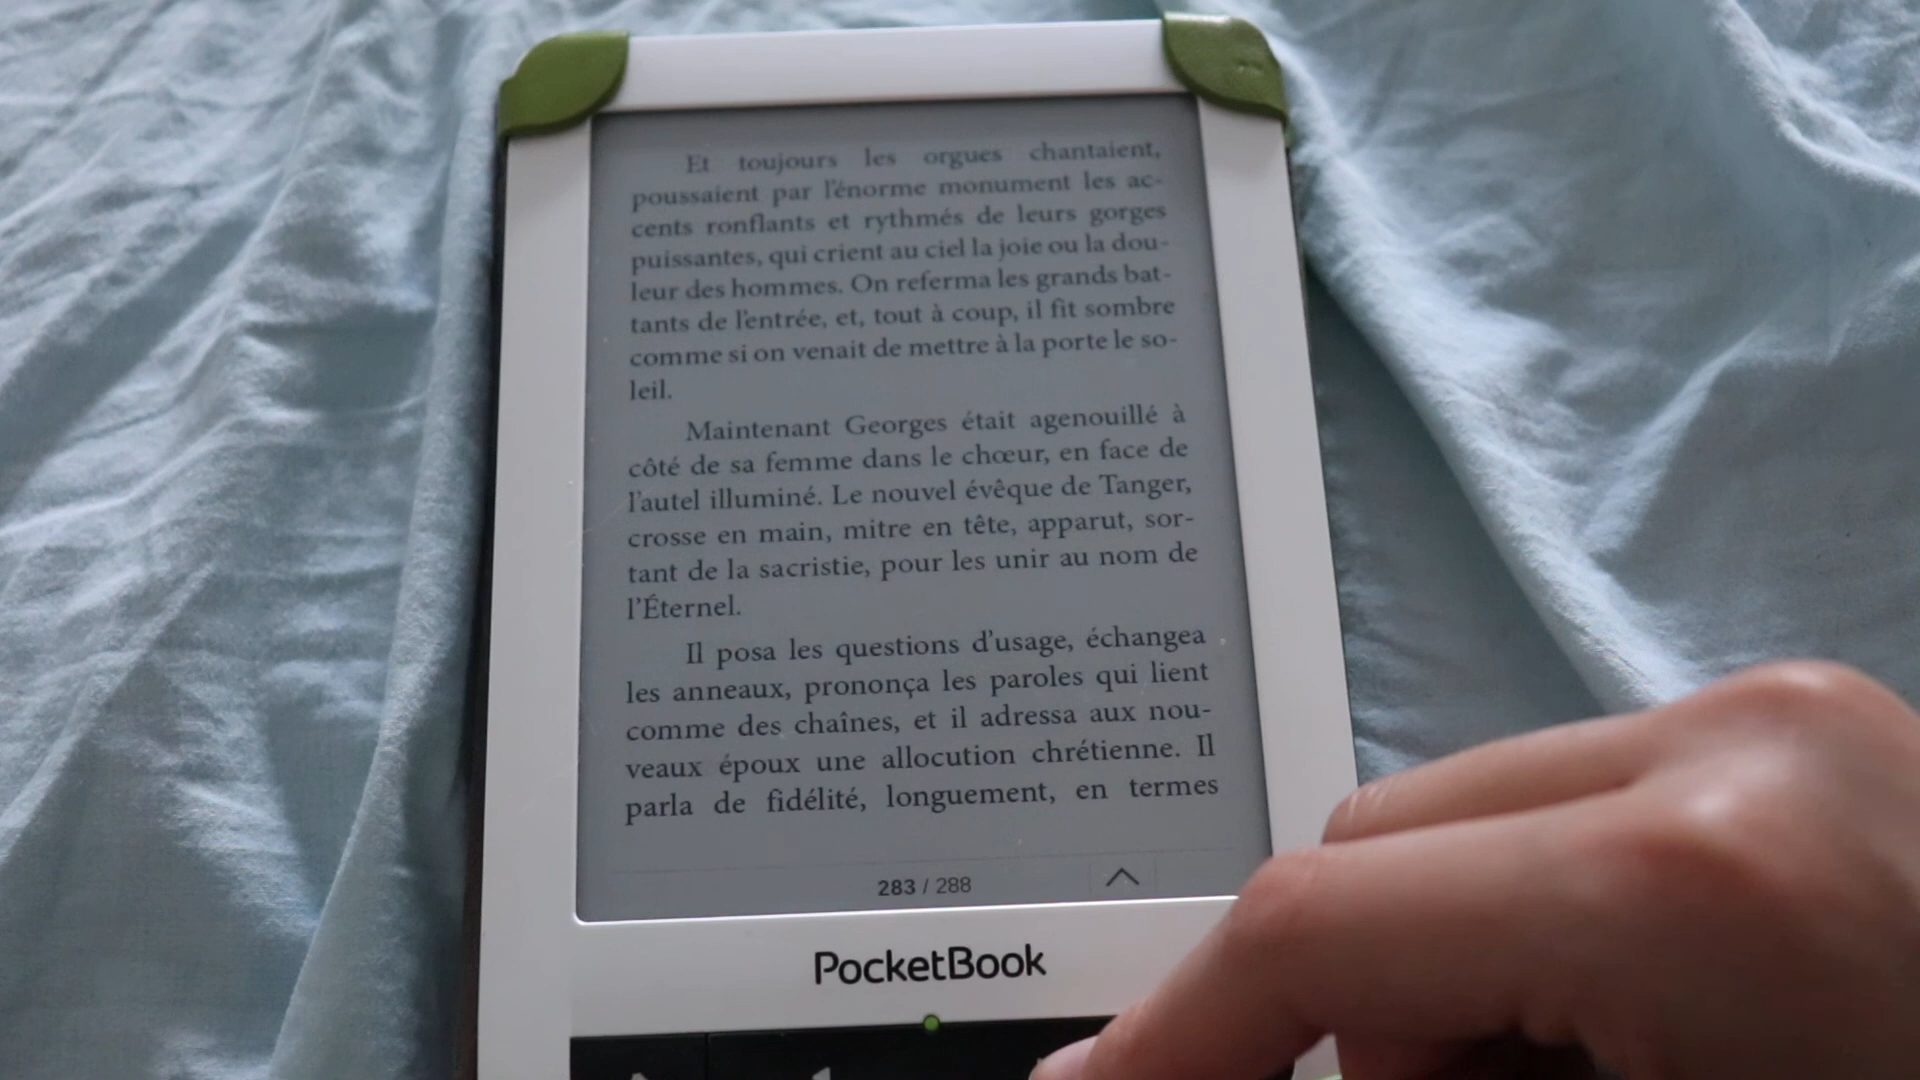 Et toujours les orgues chantaient,
poussaient par l'énorme monument les ac-
cents ronflants et rythmés de leurs gorges
puissantes, qui crient au ciel la joie ou la dou-
leur des hommes. On referma les grands bat-
tants de l'entrée, et, tout à coup, il fit sombre
comme si on venait de mettre à la porte le so-
leil.
Maintenant Georges était agenouillé à
côté de sa femme dans le chœur, en face de
l'autel illuminé. Le nouvel évêque de Tanger,
crosse en main, mitre en tête, apparut, sor-
tant de la sacristie, pour les unir au nom de
l'Éternel.
Il posa les questions d'usage, échangea
les anneaux, prononça les paroles qui lient
comme des chaînes, et il adressa aux nou-
veaux époux une allocution chrétienne. Il
parla de fidélité, longuement, en termes
283 / 288
PocketBook